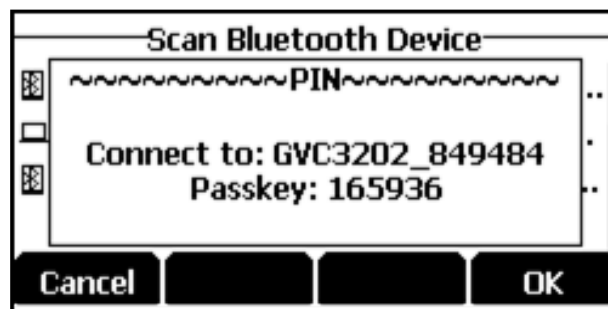 Scan Bluetooth Device
~~~~~~~~~PIN~~~~~~~~~
Connect to: GVC3202_849484
Passkey: 165936
Cancel OK